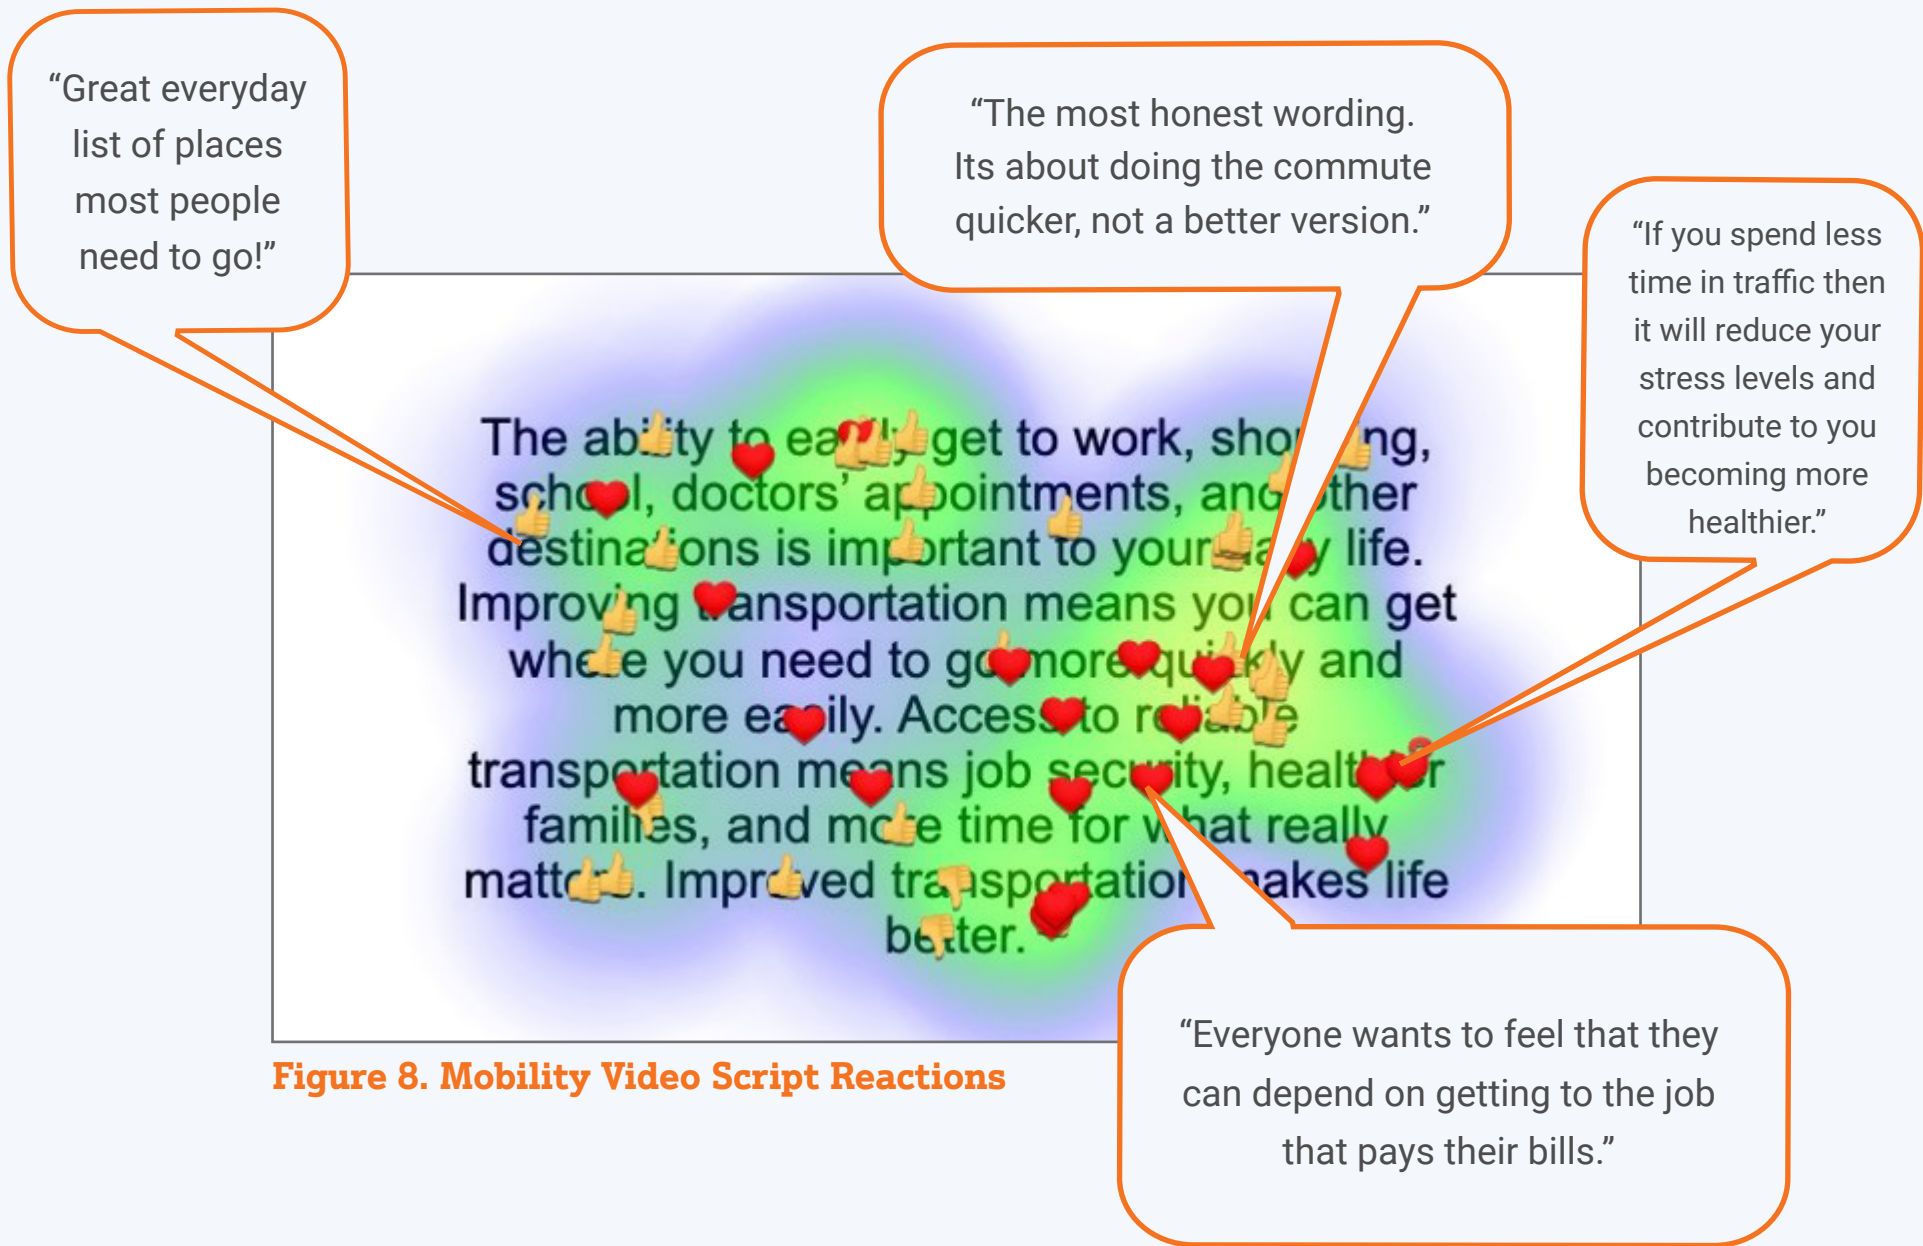 “Great everyday
list of places
most people
need to go!”
“The most honest wording.
Its about doing the commute
quicker, not a better version.”
“If you spend less
time in traffic then
it will reduce your
stress levels and
contribute to you
becoming more
healthier.”
The ability to easily get to work, shopping,
school, doctors’ appointments, and other
destinations is important to your daily life.
Improving transportation means you can get
where you need to go more quickly and
more easily. Access to reliable
transportation means job security, healthier
families, and more time for what really
matters. Improved transportation makes life
better.
“Everyone wants to feel that they
can depend on getting to the job
that pays their bills.”
Figure 8. Mobility Video Script Reactions